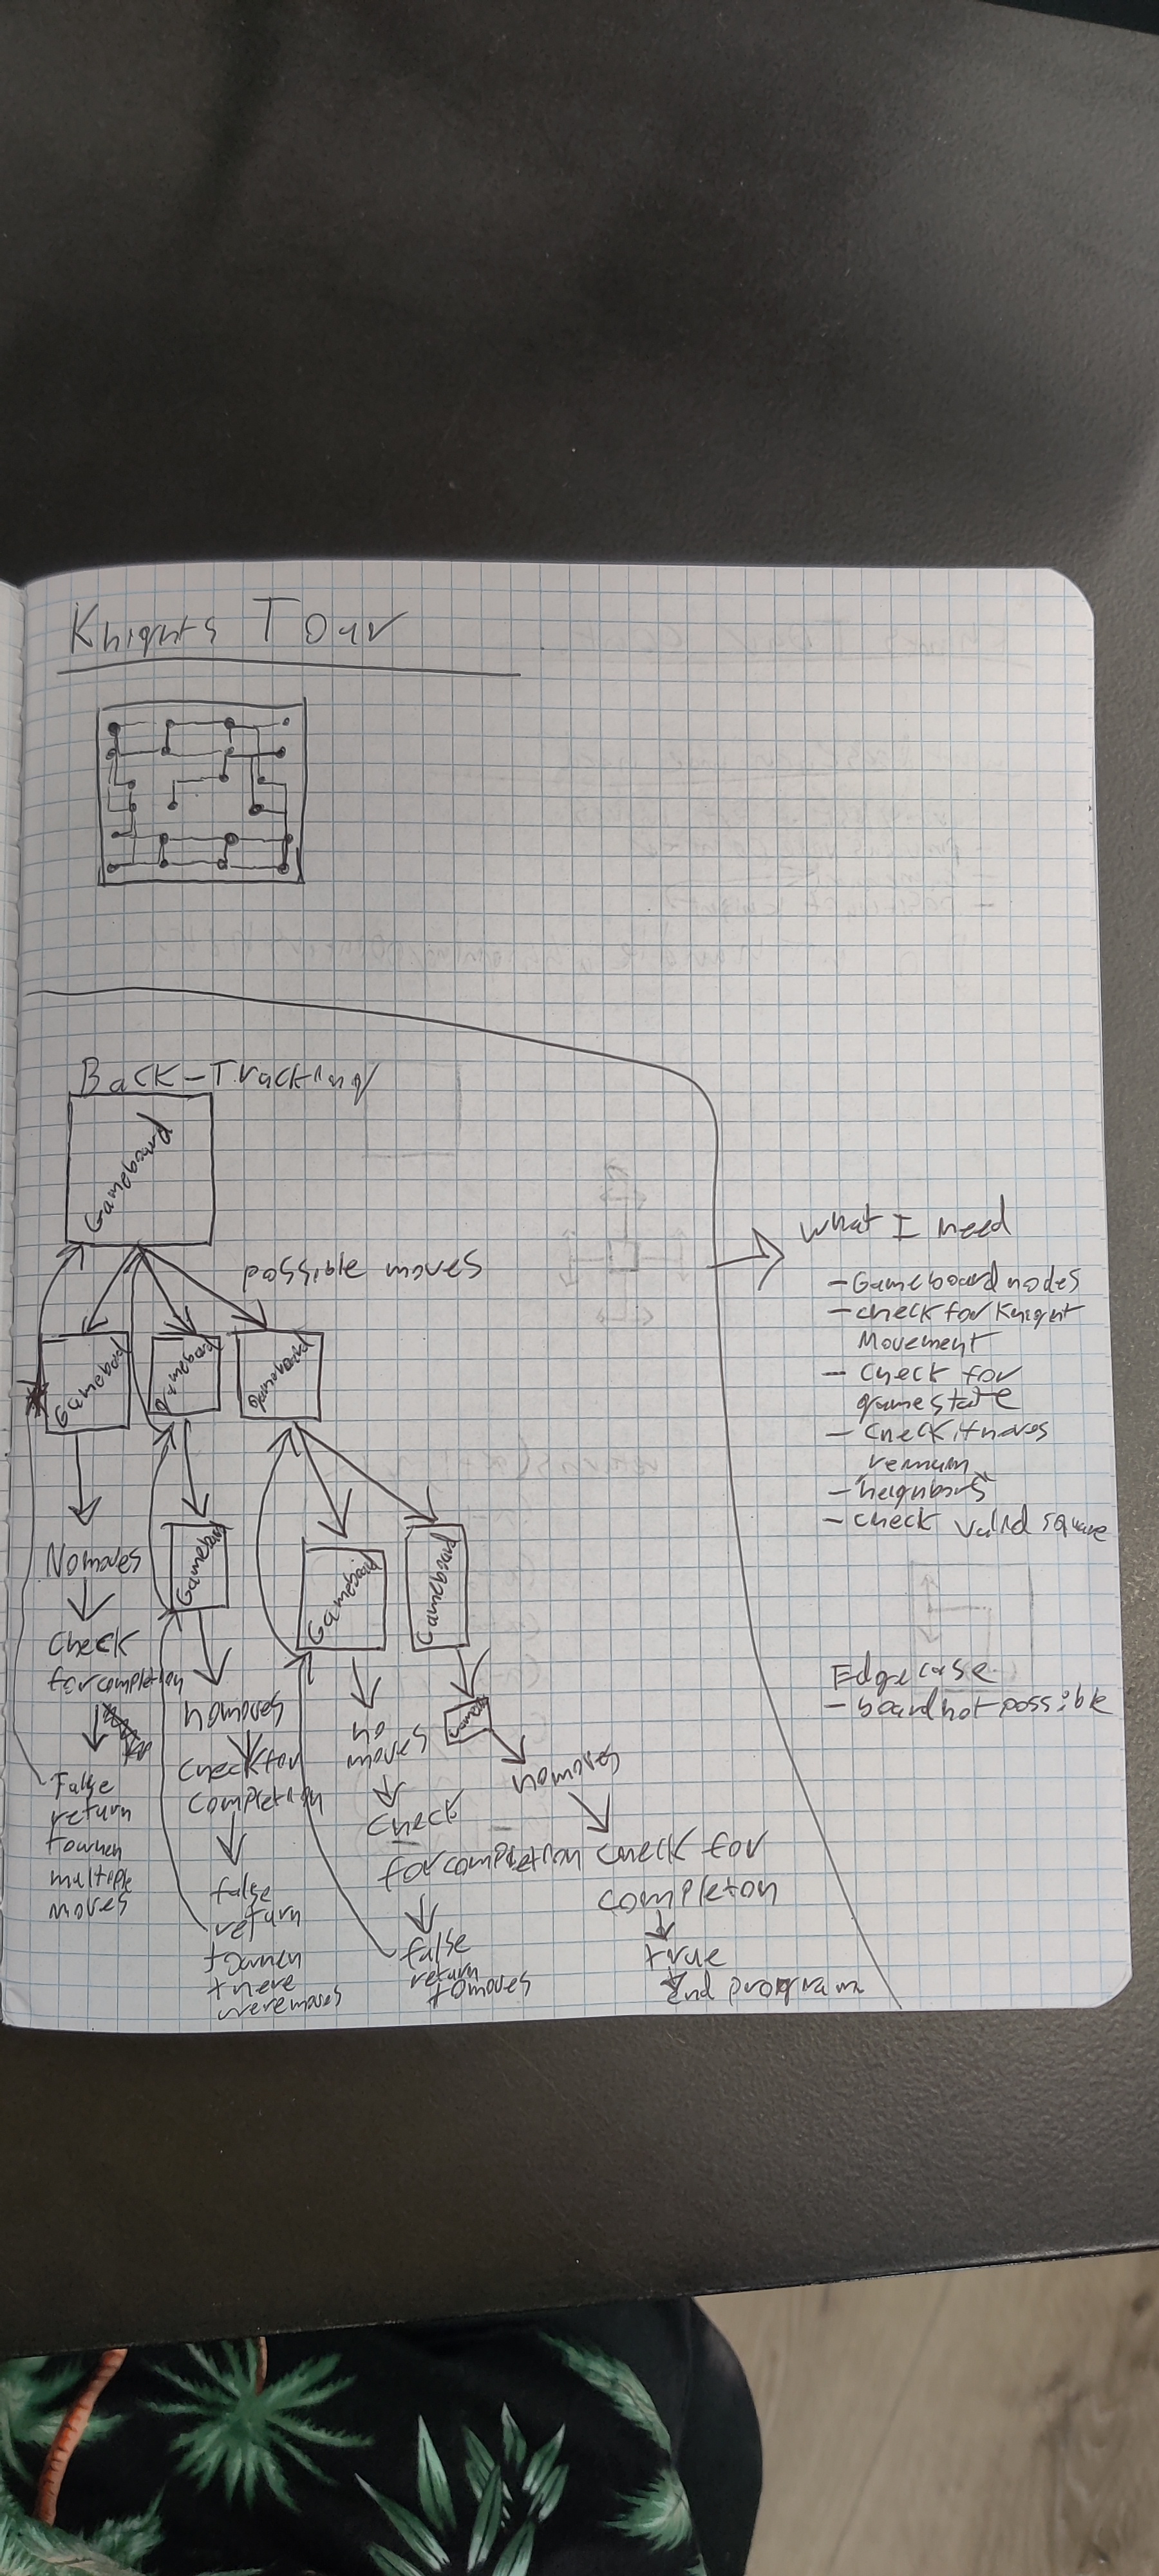 Knights Tour
Back-Tracking
Gameboard
possible moves
Gameboard
gameboard
gameboard
No moves
Check
for completion
False
return
to when
multiple
moves
Gameboard
no moves
Check for
completion
false
return
to when
there
were moves
Gameboard
no
moves
check
for completion
false
return
to moves
Gameboard
no moves
check for
completion
true
End program
What I need
- Gameboard nodes
- check for Knight
Movement
- Check for
game state
- Check if moves
remain
- neighbors
- check valid square
Edge case
- board not possible